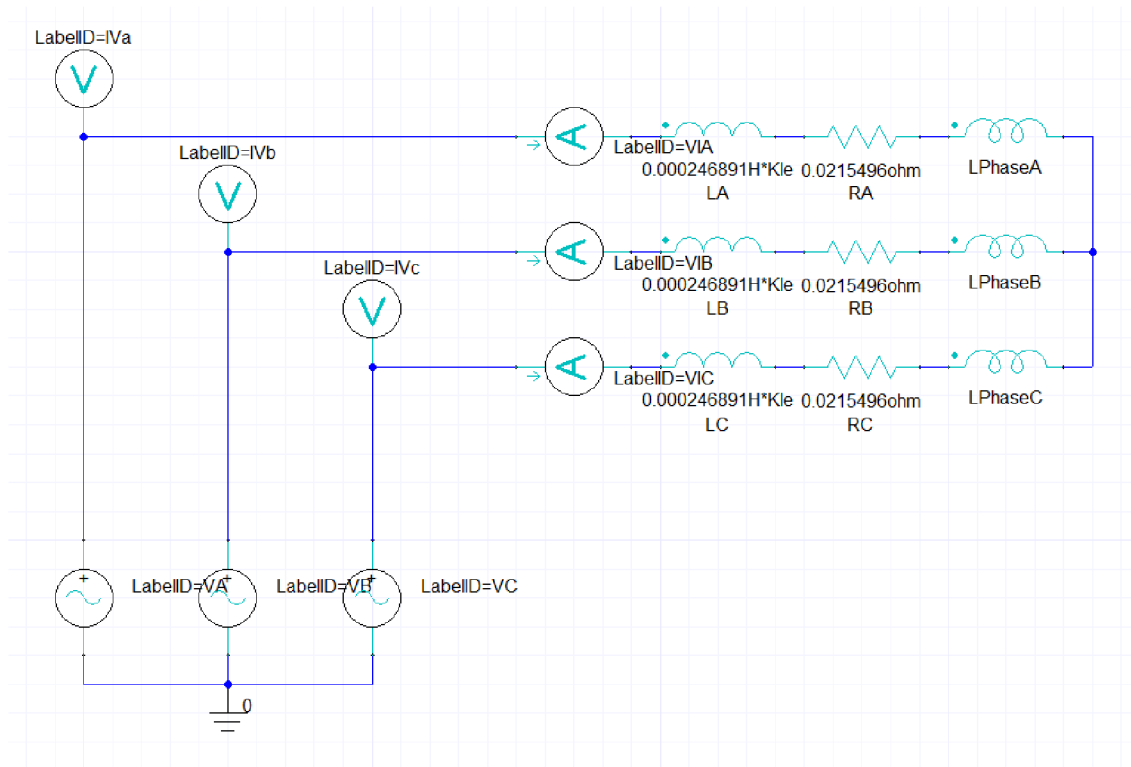 LabelID=IVa
V
LabelID=IVb
V
LabelID=IVc
V
A
LabelID=VIA
0.000246891H*Kle
LA
0.0215496ohm
RA
LPhaseA
A
LabelID=VIB
0.000246891H*Kle
LB
0.0215496ohm
RB
LPhaseB
A
LabelID=VIC
0.000246891H*Kle
LC
0.0215496ohm
RC
LPhaseC
+
LabelID=VA
+
LabelID=VB
+
LabelID=VC
0